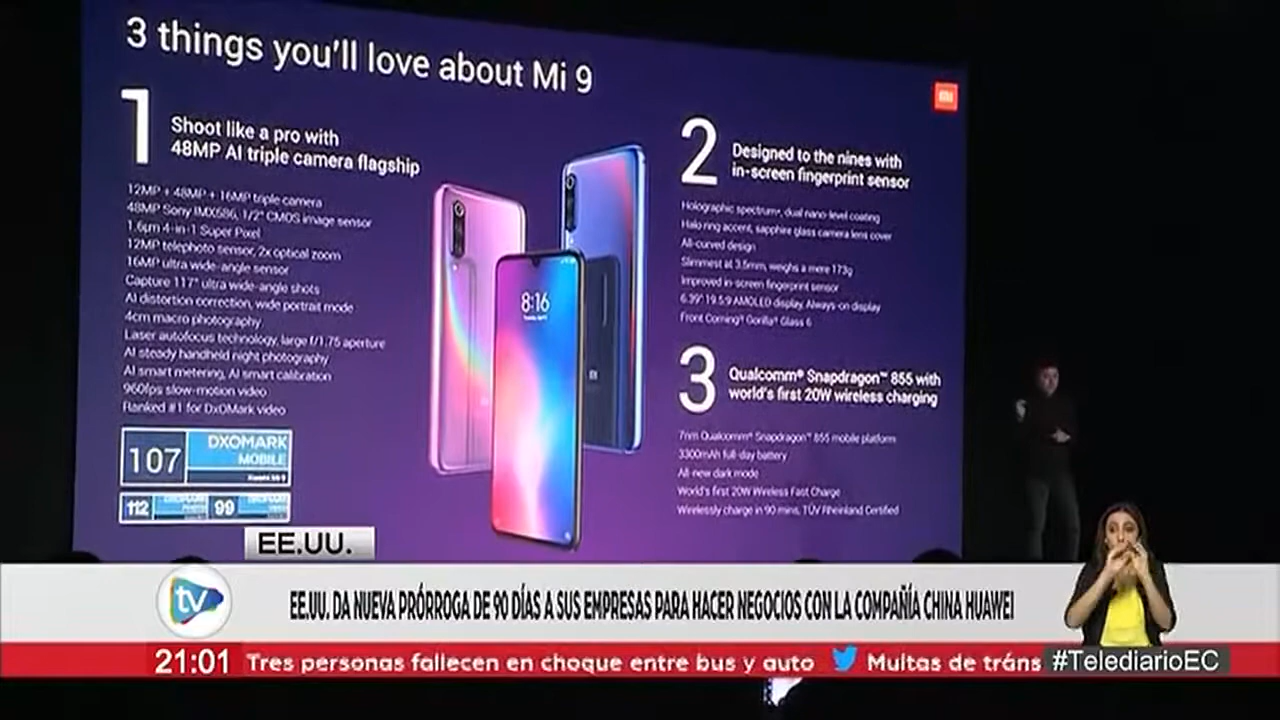 3 things you'll love about Mi 9
MI
1
Shoot like a pro with
48MP AI triple camera flagship
12MP + 48MP + 16MP triple camera
48MP Sony IMX586, 1/2" CMOS image sensor
1.6μm 4-in-1 Super Pixel
12MP telephoto sensor, 2x optical zoom
16MP ultra wide-angle sensor
Capture 117° ultra wide-angle shots
AI distortion correction, wide portrait mode
4cm macro photography
Laser autofocus technology, large f/1.75 aperture
AI steady handheld night photography
AI smart metering, AI smart calibration
960fps slow-motion video
Ranked #1 for DxOMark video
107
DXOMARK
MOBILE
112
99
8:16
MI
2
Designed to the nines with
in-screen fingerprint sensor
Holographic spectrum+, dual nano-level coating
Halo ring accent, sapphire glass camera lens cover
All-curved design
Slimmest at 3.5mm, weighs a mere 173g
Improved in-screen fingerprint sensor
6.39" 19.5:9 AMOLED display, Always-on display
Front Corning® Gorilla® Glass 6
3
Qualcomm® Snapdragon™ 855 with
world's first 20W wireless charging
7nm Qualcomm® Snapdragon™ 855 mobile platform
3300mAh full-day battery
All-new dark mode
World's first 20W Wireless Fast Charge
Wirelessly charge in 90 mins, TÜV Rheinland Certified
EE.UU.
tv
EE.UU. DA NUEVA PRÓRROGA DE 90 DÍAS A SUS EMPRESAS PARA HACER NEGOCIOS CON LA COMPAÑÍA CHINA HUAWEI
21:01 Tres personas fallecen en choque entre bus y auto Multas de tráns #TelediarioEC